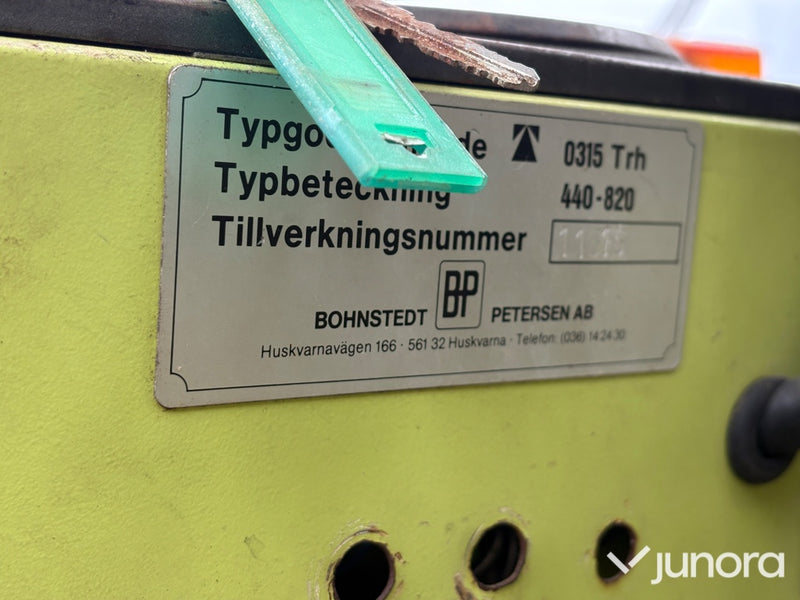 Typgo de 0315 Trh
Typbeteckning 440-820
Tillverkningsnummer
BOHNSTEDT BP PETERSEN AB
Huskvarnavägen 166 · 561 32 Huskvarna · Telefon: (036) 14 24 30
junora